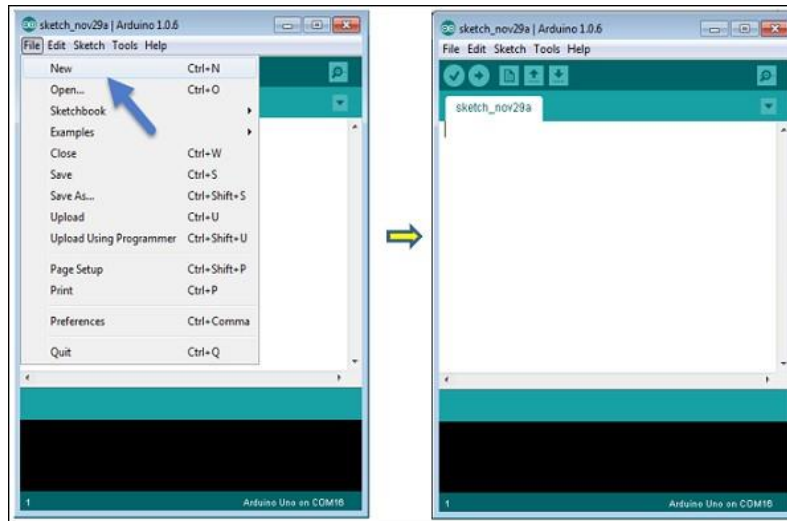 sketch_nov29a | Arduino 1.0.6
File Edit Sketch Tools Help
New Ctrl+N
Open... Ctrl+O
Sketchbook
Examples
Close Ctrl+W
Save Ctrl+S
Save As... Ctrl+Shift+S
Upload Ctrl+U
Upload Using Programmer Ctrl+Shift+U
Page Setup Ctrl+Shift+P
Print Ctrl+P
Preferences Ctrl+Comma
Quit Ctrl+Q
1 Arduino Uno on COM16
sketch_nov29a | Arduino 1.0.6
File Edit Sketch Tools Help
sketch_nov29a
1 Arduino Uno on COM16